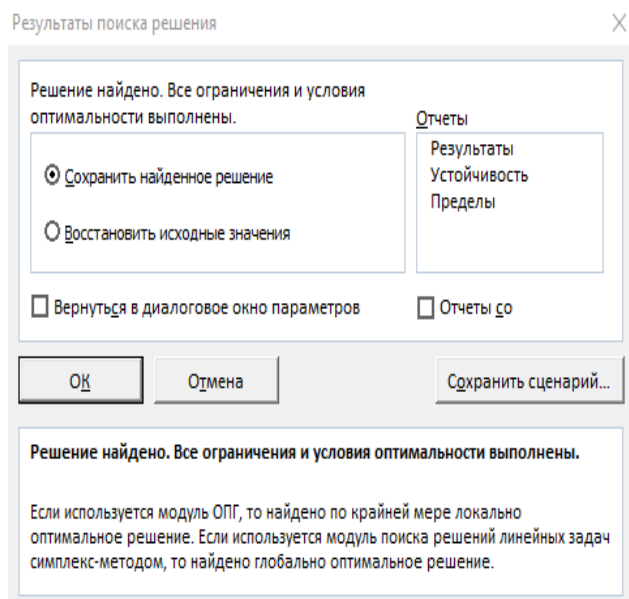 Результаты поиска решения
Решение найдено. Все ограничения и условия
оптимальности выполнены.
Отчеты
Результаты
Устойчивость
Пределы
Сохранить найденное решение
Восстановить исходные значения
Вернуться в диалоговое окно параметров
Отчеты со
ОК
Отмена
Сохранить сценарий...
Решение найдено. Все ограничения и условия оптимальности выполнены.
Если используется модуль ОПГ, то найдено по крайней мере локально
оптимальное решение. Если используется модуль поиска решений линейных задач
симплекс-методом, то найдено глобально оптимальное решение.